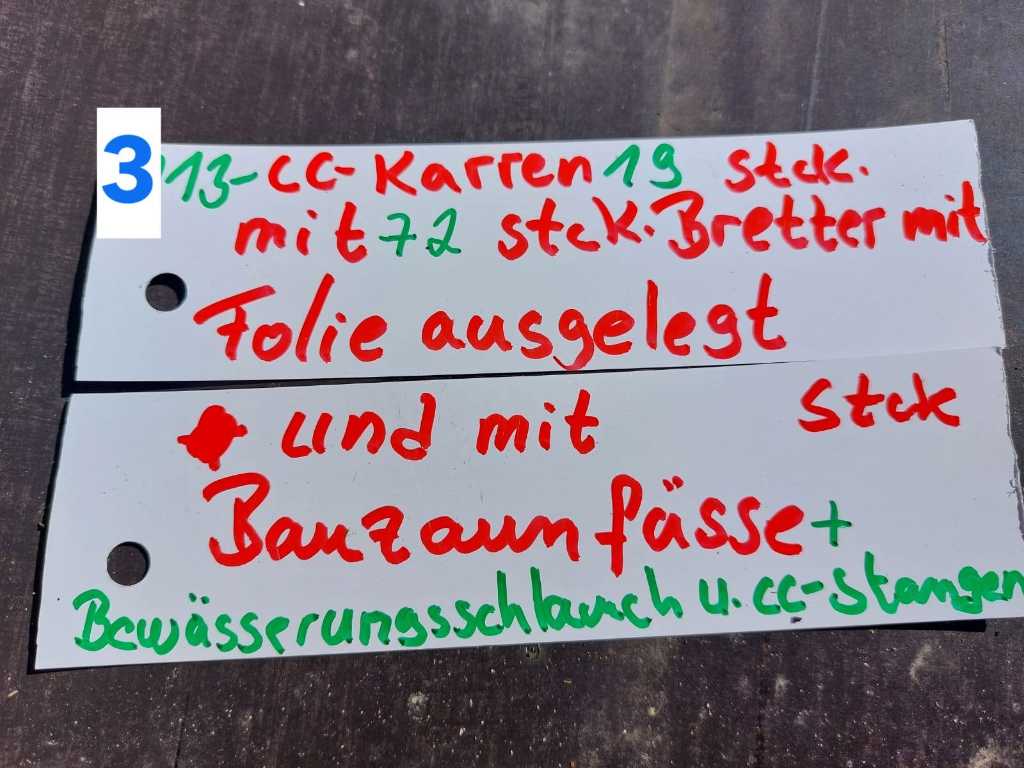 3
13-CC-Karren 19 stck.
mit 72 stck. Bretter mit
Folie ausgelegt
und mit Stck
Bauzaunfässe +
Bewässerungsschlauch u. CC-Stangen